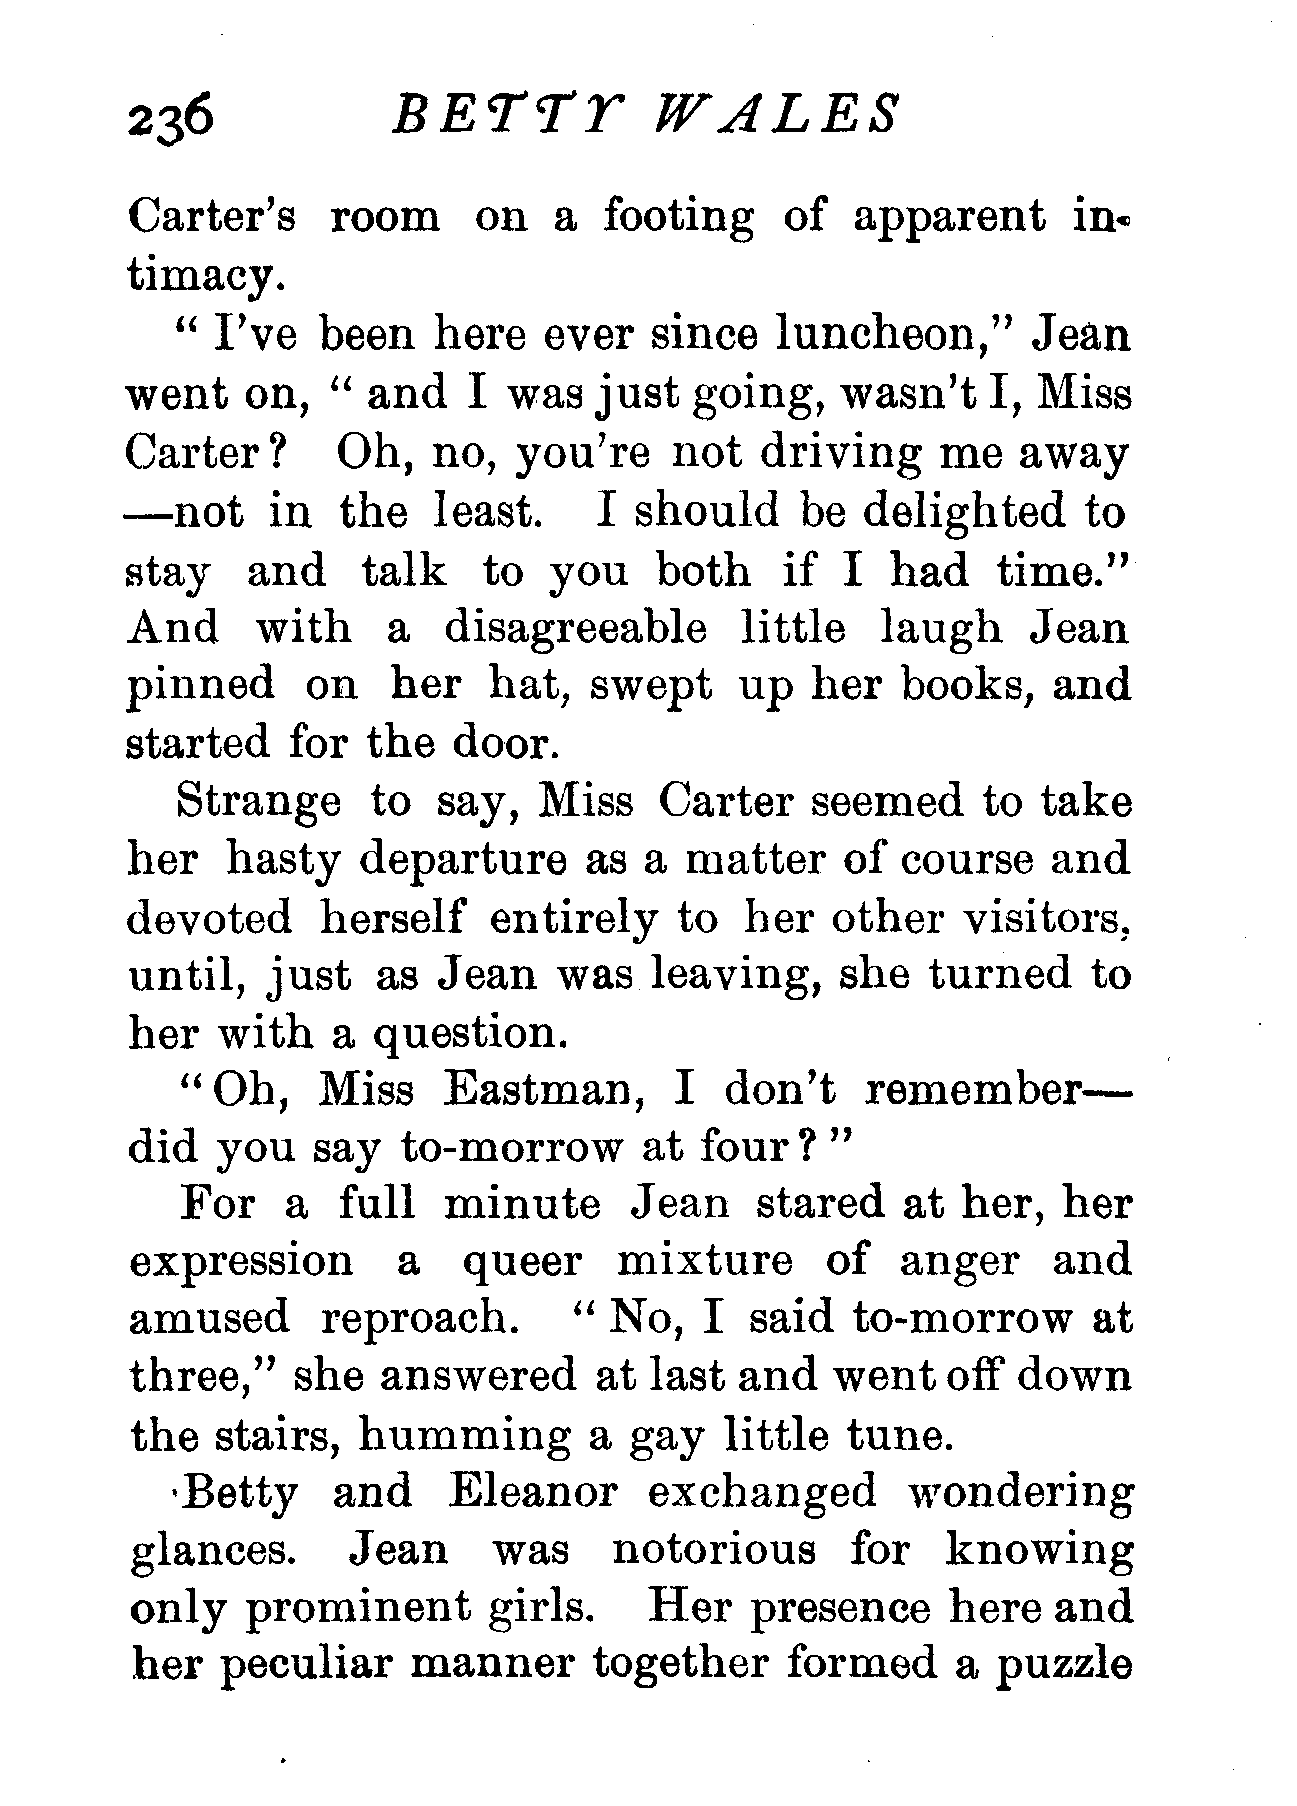 236 BETTY WALES
Carter's room on a footing of apparent in-
timacy.
" I've been here ever since luncheon," Jean
went on, " and I was just going, wasn't I, Miss
Carter? Oh, no, you're not driving me away
—not in the least. I should be delighted to
stay and talk to you both if I had time."
And with a disagreeable little laugh Jean
pinned on her hat, swept up her books, and
started for the door.
Strange to say, Miss Carter seemed to take
her hasty departure as a matter of course and
devoted herself entirely to her other visitors,
until, just as Jean was leaving, she turned to
her with a question.
" Oh, Miss Eastman, I don't remember—
did you say to-morrow at four? "
For a full minute Jean stared at her, her
expression a queer mixture of anger and
amused reproach. " No, I said to-morrow at
three," she answered at last and went off down
the stairs, humming a gay little tune.
Betty and Eleanor exchanged wondering
glances. Jean was notorious for knowing
only prominent girls. Her presence here and
her peculiar manner together formed a puzzle